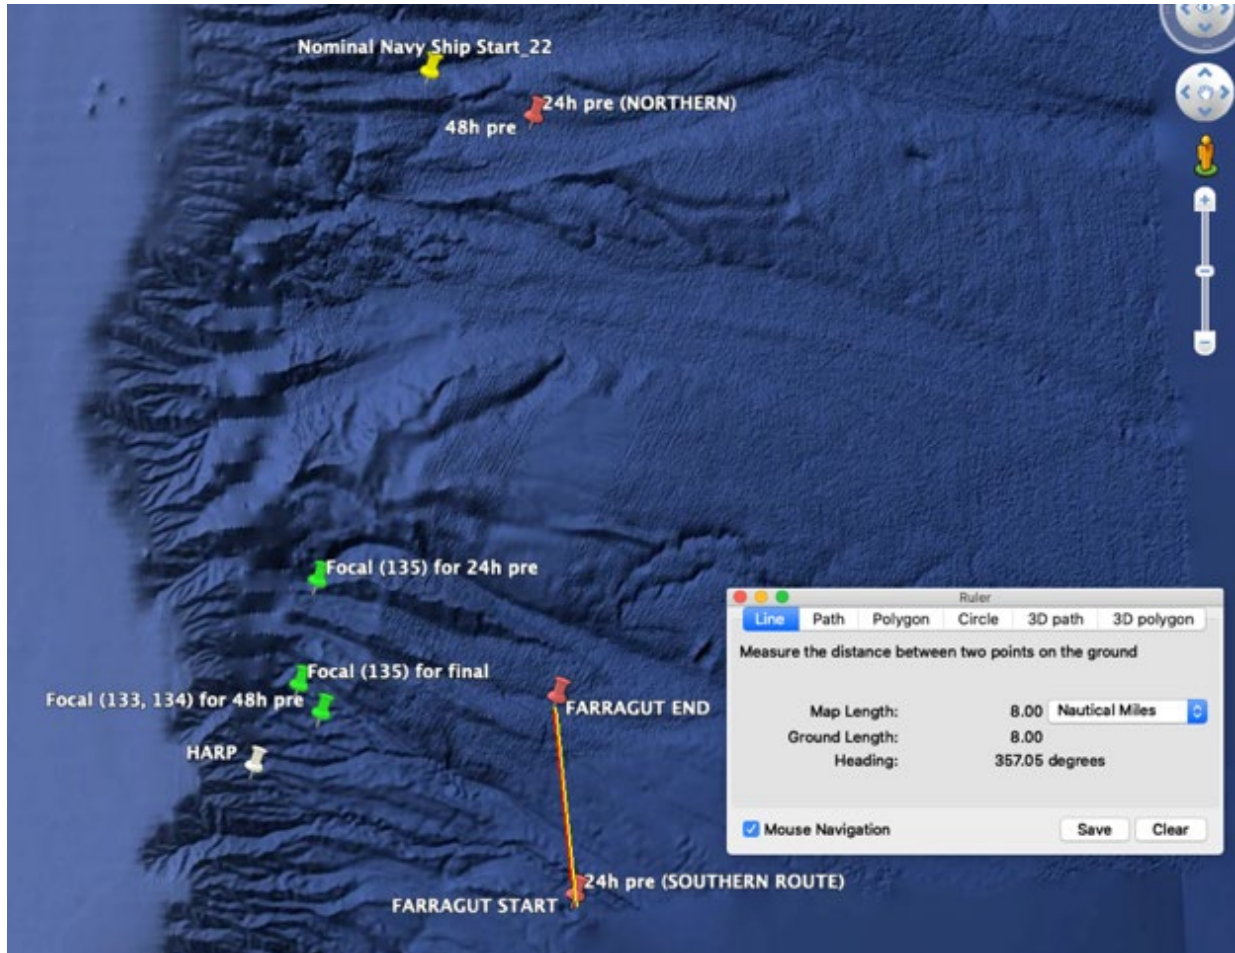 Nominal Navy Ship Start_22
24h pre (NORTHERN)
48h pre
Focal (135) for 24h pre
Focal (135) for final
Focal (133, 134) for 48h pre
HARP
FARRAGUT END
24h pre (SOUTHERN ROUTE)
FARRAGUT START
Ruler
Line Path Polygon Circle 3D path 3D polygon
Measure the distance between two points on the ground
Map Length: 8.00 Nautical Miles
Ground Length: 8.00
Heading: 357.05 degrees
Mouse Navigation Save Clear